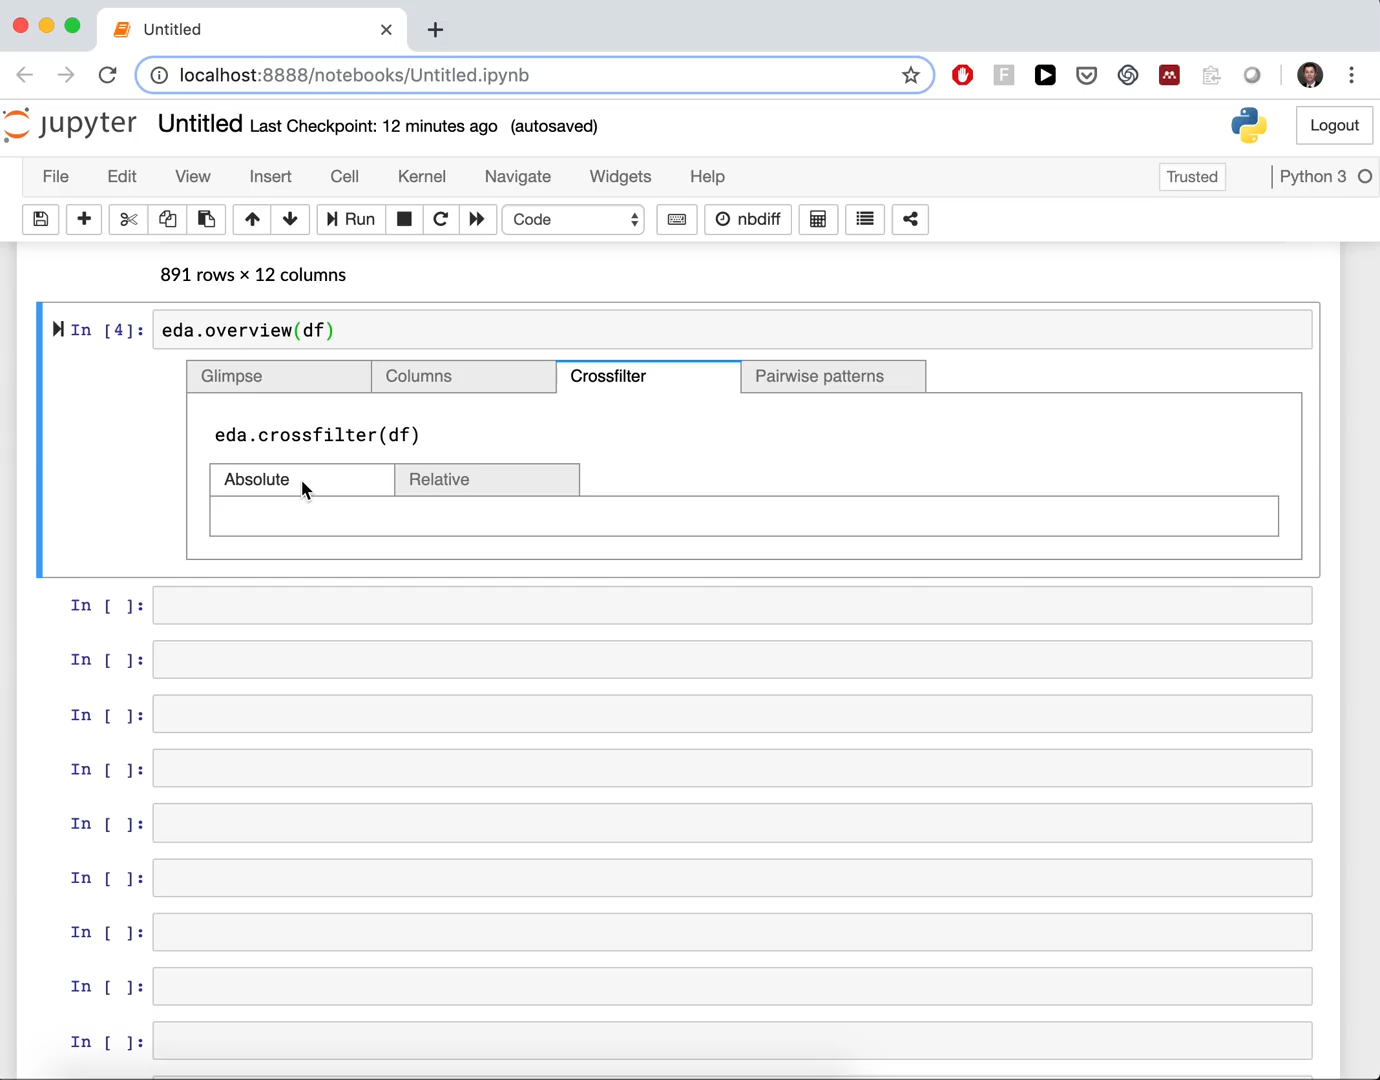 Untitled
localhost:8888/notebooks/Untitled.ipynb
jupyter Untitled Last Checkpoint: 12 minutes ago (autosaved)
Logout
File Edit View Insert Cell Kernel Navigate Widgets Help
Trusted
Python 3
Run
Code
nbdiff
891 rows × 12 columns
In [4]: eda.overview(df)
Glimpse Columns Crossfilter Pairwise patterns
eda.crossfilter(df)
Absolute Relative
In [ ]:
In [ ]:
In [ ]:
In [ ]:
In [ ]:
In [ ]:
In [ ]:
In [ ]:
In [ ]: